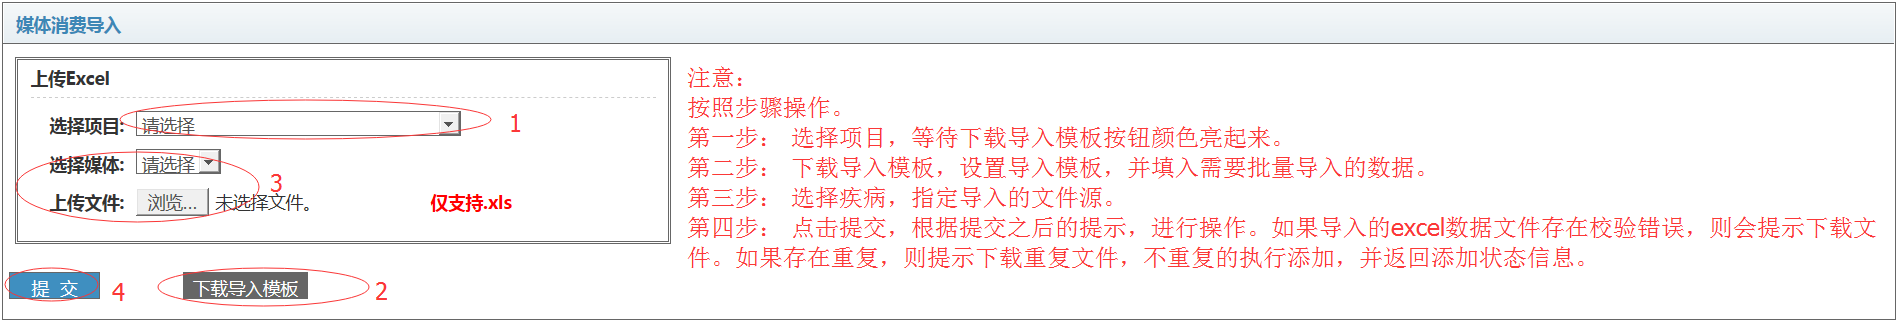 媒体消费导入
上传Excel
选择项目: 请选择 1
选择媒体: 请选择
3
上传文件: 浏览... 未选择文件。 仅支持.xls
提 交 4 下载导入模板 2
注意：
按照步骤操作。
第一步： 选择项目，等待下载导入模板按钮颜色亮起来。
第二步： 下载导入模板，设置导入模板，并填入需要批量导入的数据。
第三步： 选择疾病，指定导入的文件源。
第四步： 点击提交，根据提交之后的提示，进行操作。如果导入的excel数据文件存在校验错误，则会提示下载文
件。如果存在重复，则提示下载重复文件，不重复的执行添加，并返回添加状态信息。